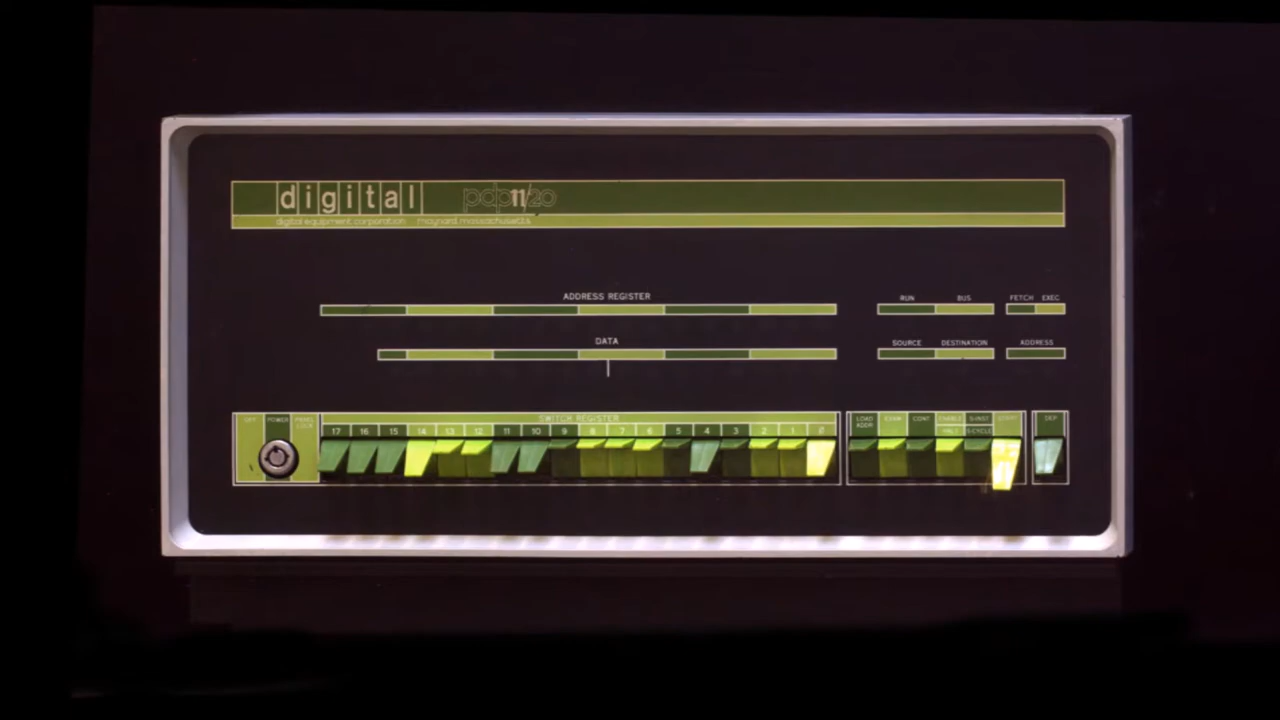 digital pdp11/20
digital equipment corporation maynard, massachusetts
ADDRESS REGISTER
RUN BUS FETCH EXEC
DATA
SOURCE DESTINATION ADDRESS
OFF POWER PANEL LOCK
SWITCH REGISTER
17 16 15 14 13 12 11 10 9 8 7 6 5 4 3 2 1 0
LOAD ADDR EXAM CONT ENABLE HALT S-INST S-CYCLE START DEP